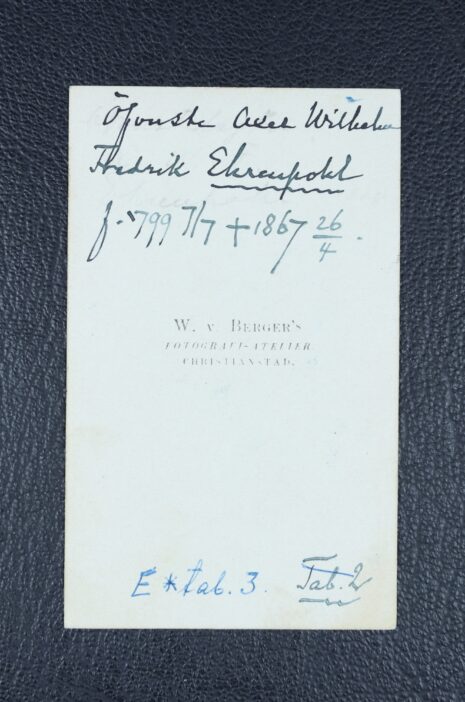 Öfverste Axel Wilhelm
Fredrik Ehrenpohl
f. 1799 7/7 + 1867 26/4.
W. v. BERGER'S
FOTOGRAFI-ATELIER.
CHRISTIANSTAD.
E * tab. 3. Tab. 2